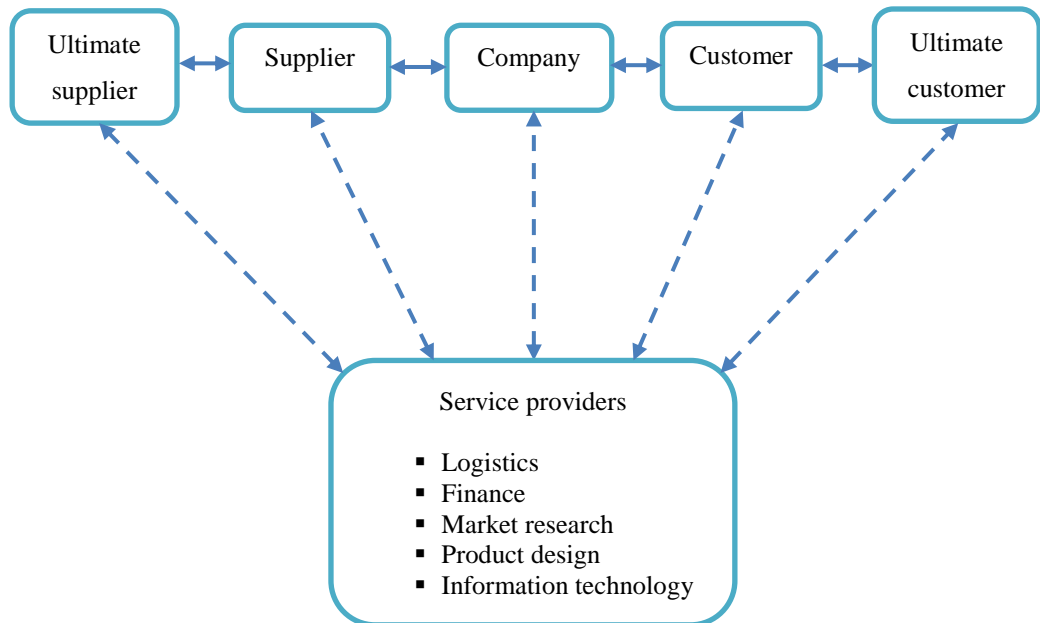 Ultimate
supplier
Supplier
Company
Customer
Ultimate
customer
Service providers
▪ Logistics
▪ Finance
▪ Market research
▪ Product design
▪ Information technology